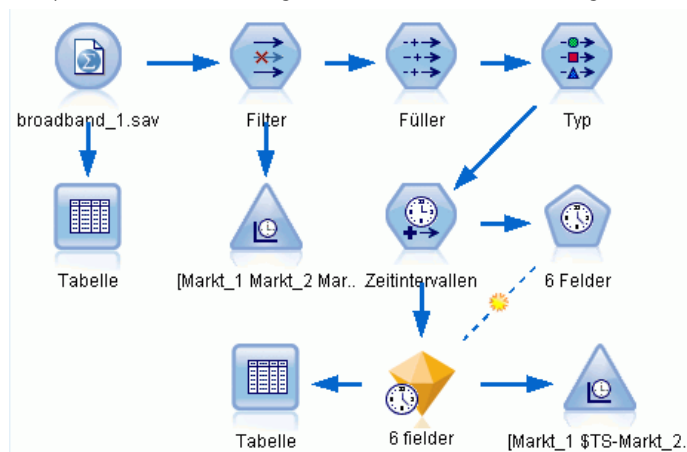 broadband_1.sav
Filter
Füller
Typ
Tabelle
[Markt_1 Markt_2 Mar..
Zeitintervallen
6 Felder
Tabelle
6 fielder
[Markt_1 $TS-Markt_2.